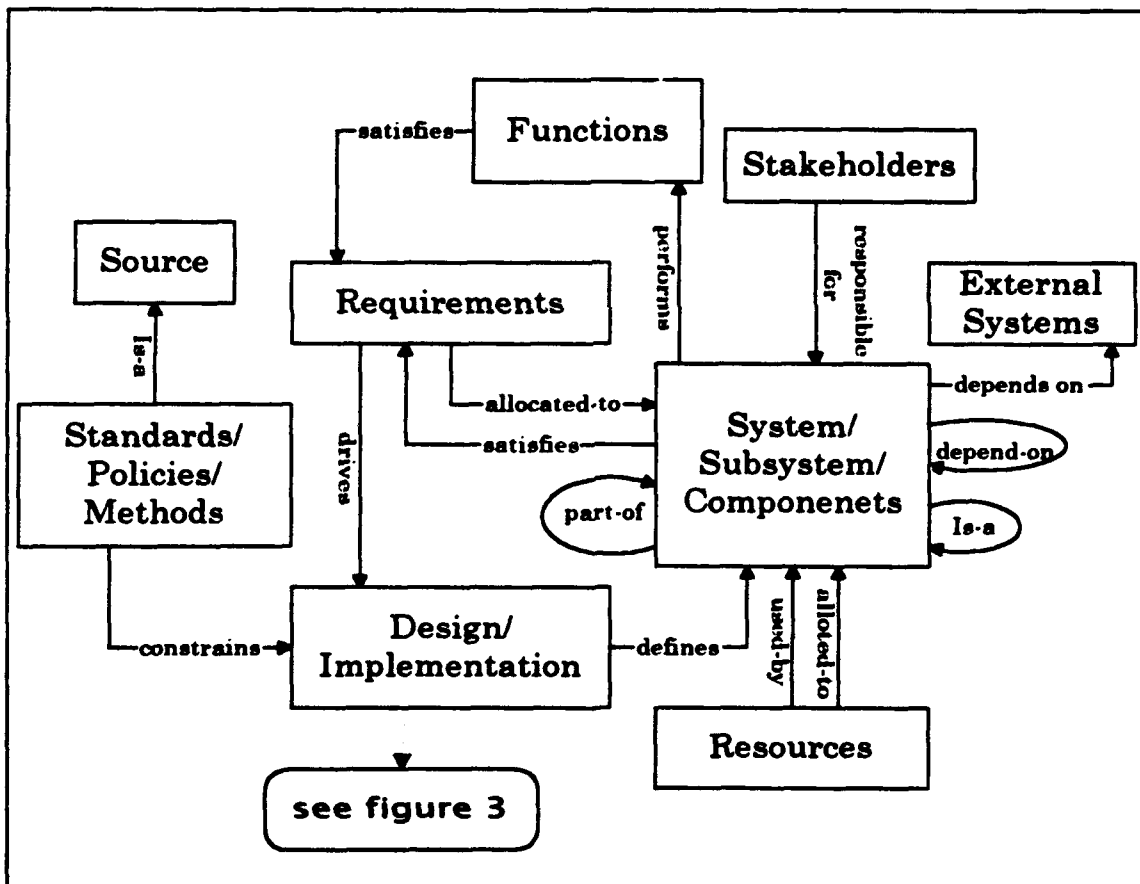 satisfies
Functions
Stakeholders
Source
performs
responsible
for
Requirements
External
Systems
Is-a
allocated-to
depends on
Standards/
Policies/
Methods
satisfies
System/
Subsystem/
Componenets
depend-on
drives
part-of
Is-a
constrains
Design/
Implementation
defines
used-by
alloted-to
Resources
see figure 3